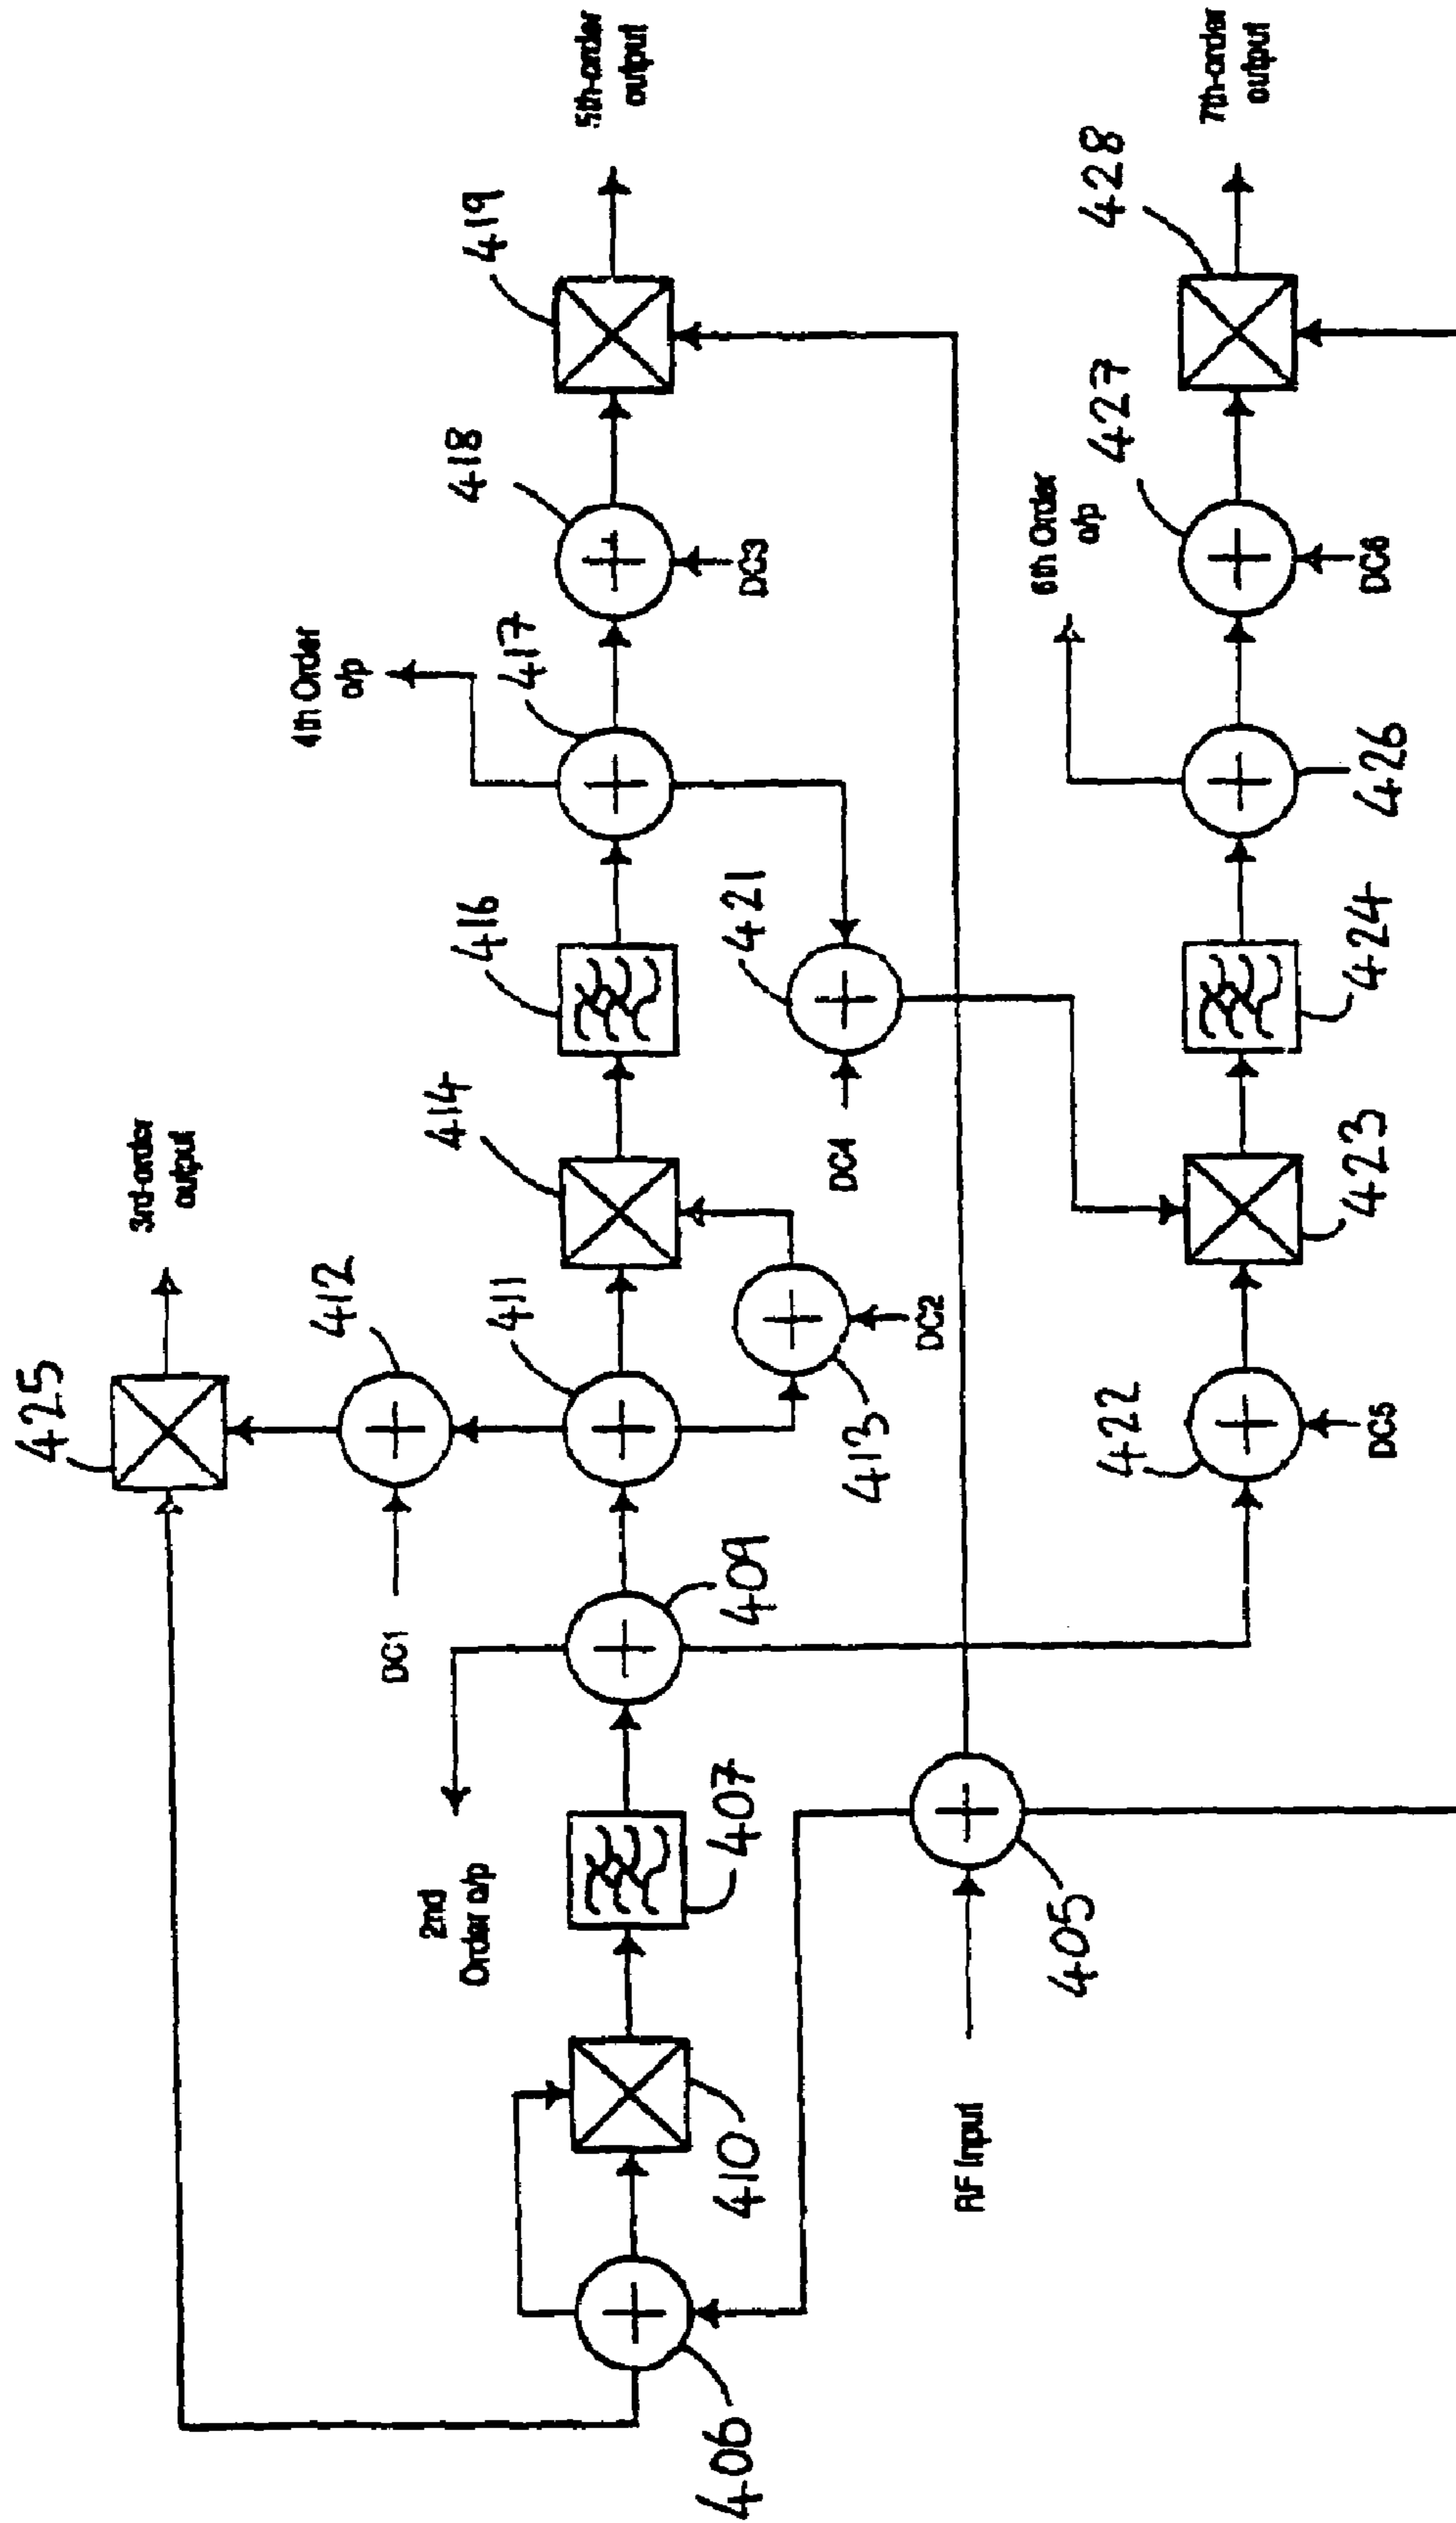 3rd-order
output
425
412
DC1
4th Order
o/p
5th-order
output
419
418
417
416
414
411
DC3
2nd
Order o/p
409
413
DC2
421
DC4
407
410
406
RF Input
405
6th Order
o/p
7th-order
output
428
427
DC6
426
424
423
422
DC5